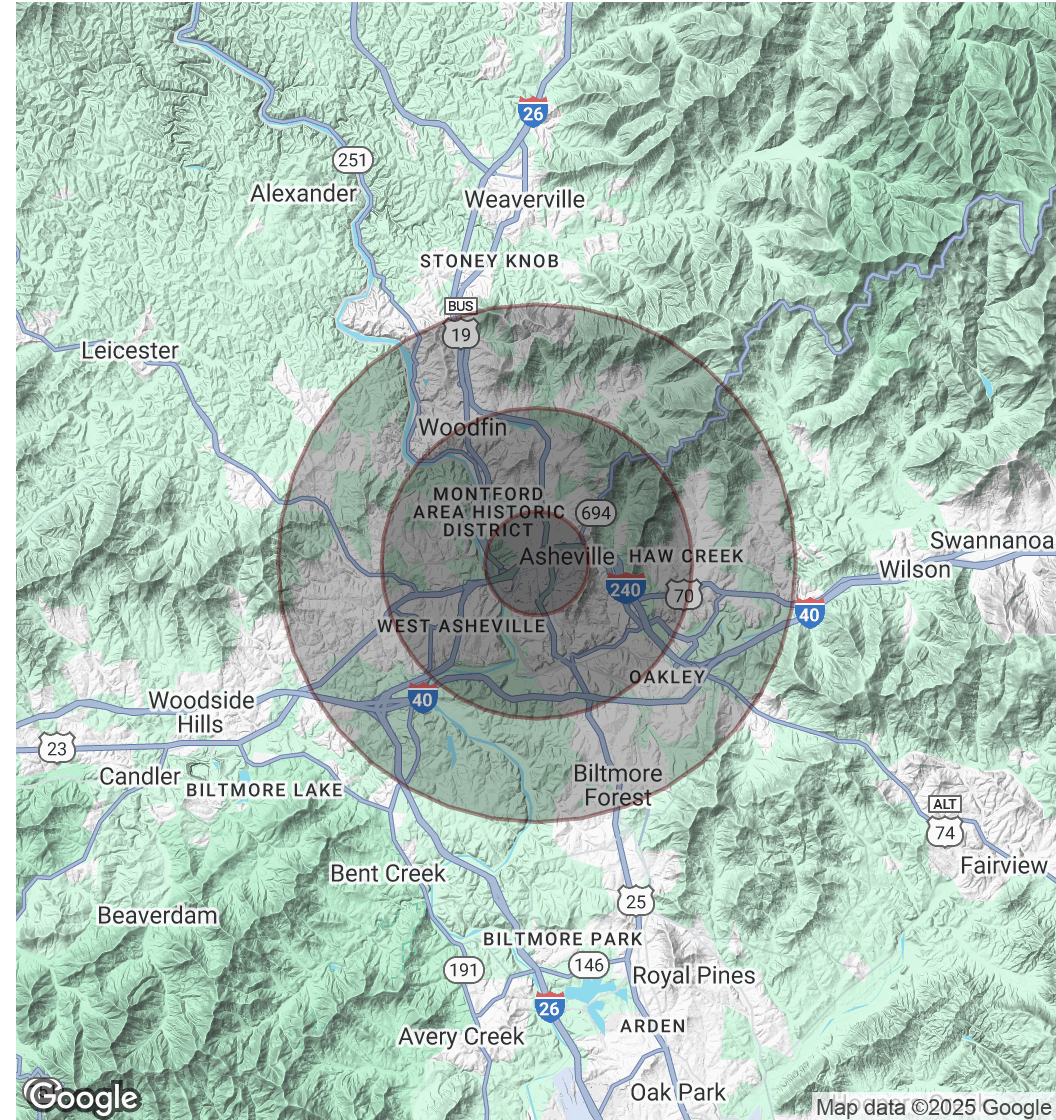 26
251
Alexander
Weaverville
STONEY KNOB
BUS
19
Leicester
Woodfin
MONTFORD
AREA HISTORIC
DISTRICT
694
Asheville
HAW CREEK
Swannanoa
Wilson
240
70
40
WEST ASHEVILLE
OAKLEY
40
Woodside
Hills
23
Candler
BILTMORE LAKE
Biltmore
Forest
ALT
74
Fairview
Bent Creek
25
Beaverdam
BILTMORE PARK
191
146
Royal Pines
26
ARDEN
Avery Creek
Oak Park
Google
Map data ©2025 Google